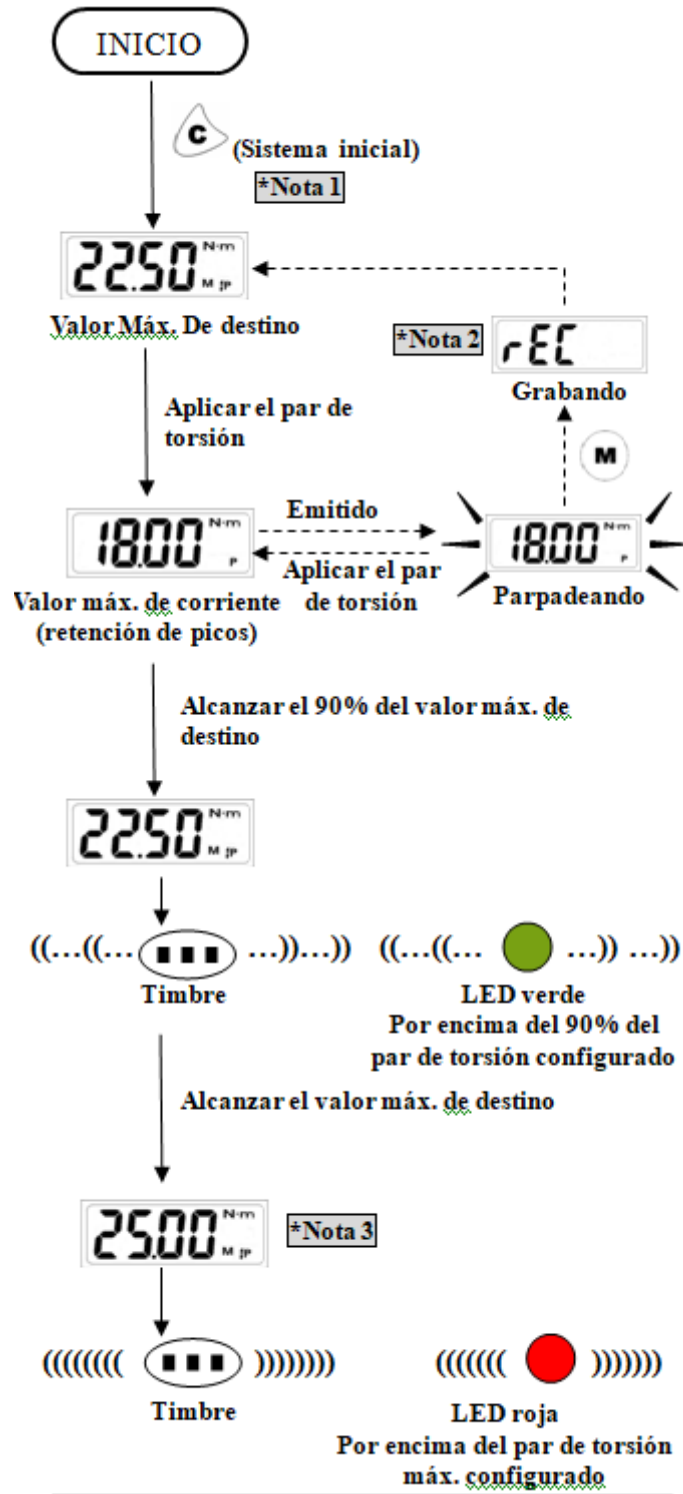 INICIO
C
(Sistema inicial)
*Nota 1
22.50 N·m
M P
Valor Máx. De destino
*Nota 2
rEC
Grabando
Aplicar el par de
torsión
M
18.00 N·m
P
Emitido
Aplicar el par
de torsión
18.00 N·m
P
Parpadeando
Valor máx. de corriente
(retención de picos)
Alcanzar el 90% del valor máx. de
destino
22.50 N·m
M P
((...((... ...))...))
Timbre
((...((... ...)) ...))
LED verde
Por encima del 90% del
par de torsión configurado
Alcanzar el valor máx. de destino
25.00 N·m
M P
*Nota 3
(((((((( ))))))))
Timbre
((((((( )))))))
LED roja
Por encima del par de torsión
máx. configurado